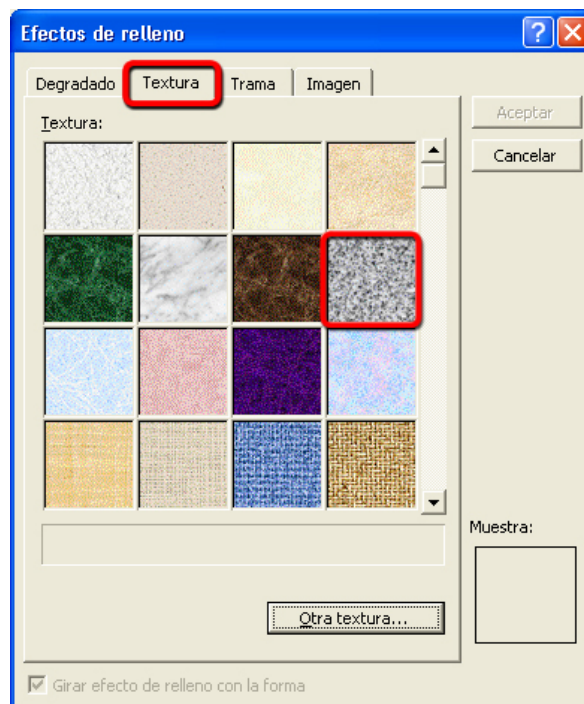 Efectos de relleno
Degradado Textura Trama Imagen
Textura:
Aceptar
Cancelar
Muestra:
Otra textura...
Girar efecto de relleno con la forma